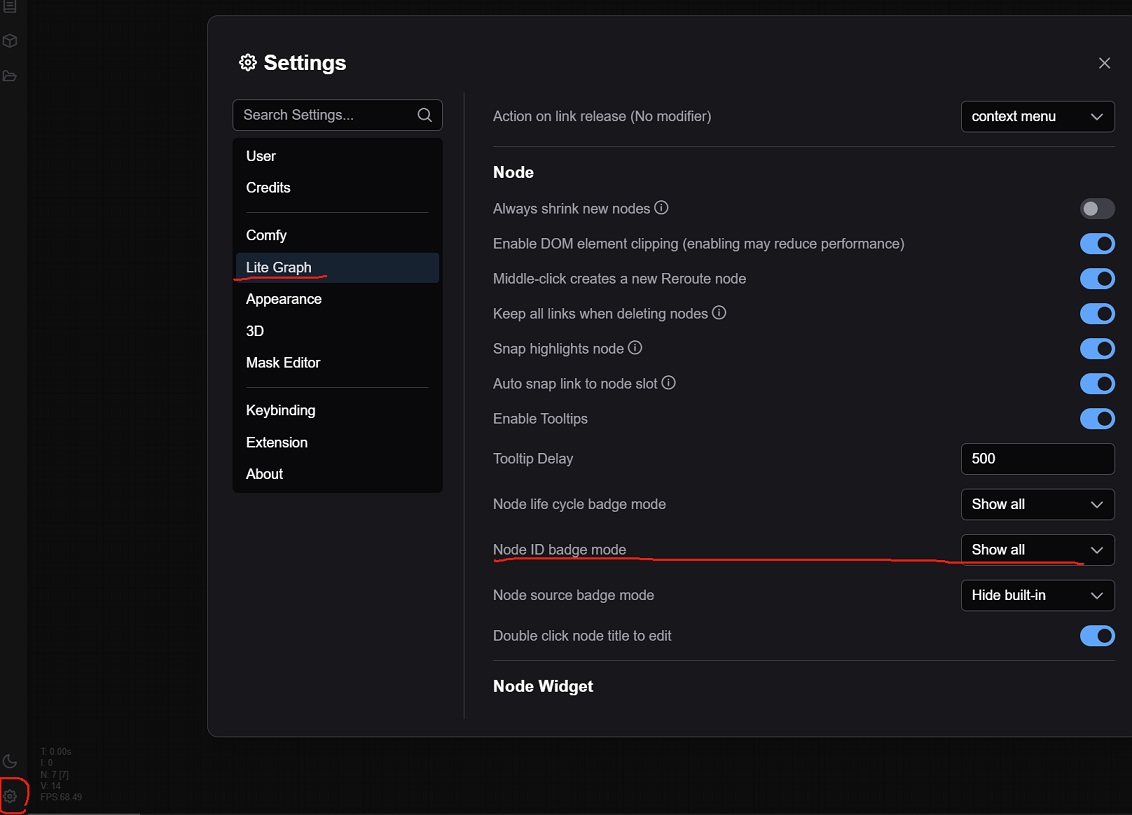 Settings
Search Settings...
User
Credits
Comfy
Lite Graph
Appearance
3D
Mask Editor
Keybinding
Extension
About
Action on link release (No modifier)
context menu
Node
Always shrink new nodes
Enable DOM element clipping (enabling may reduce performance)
Middle-click creates a new Reroute node
Keep all links when deleting nodes
Snap highlights node
Auto snap link to node slot
Enable Tooltips
Tooltip Delay
500
Node life cycle badge mode
Show all
Node ID badge mode
Show all
Node source badge mode
Hide built-in
Double click node title to edit
Node Widget
T: 0.00s
I: 0
N: 7 [7]
V: 14
FPS:68.49